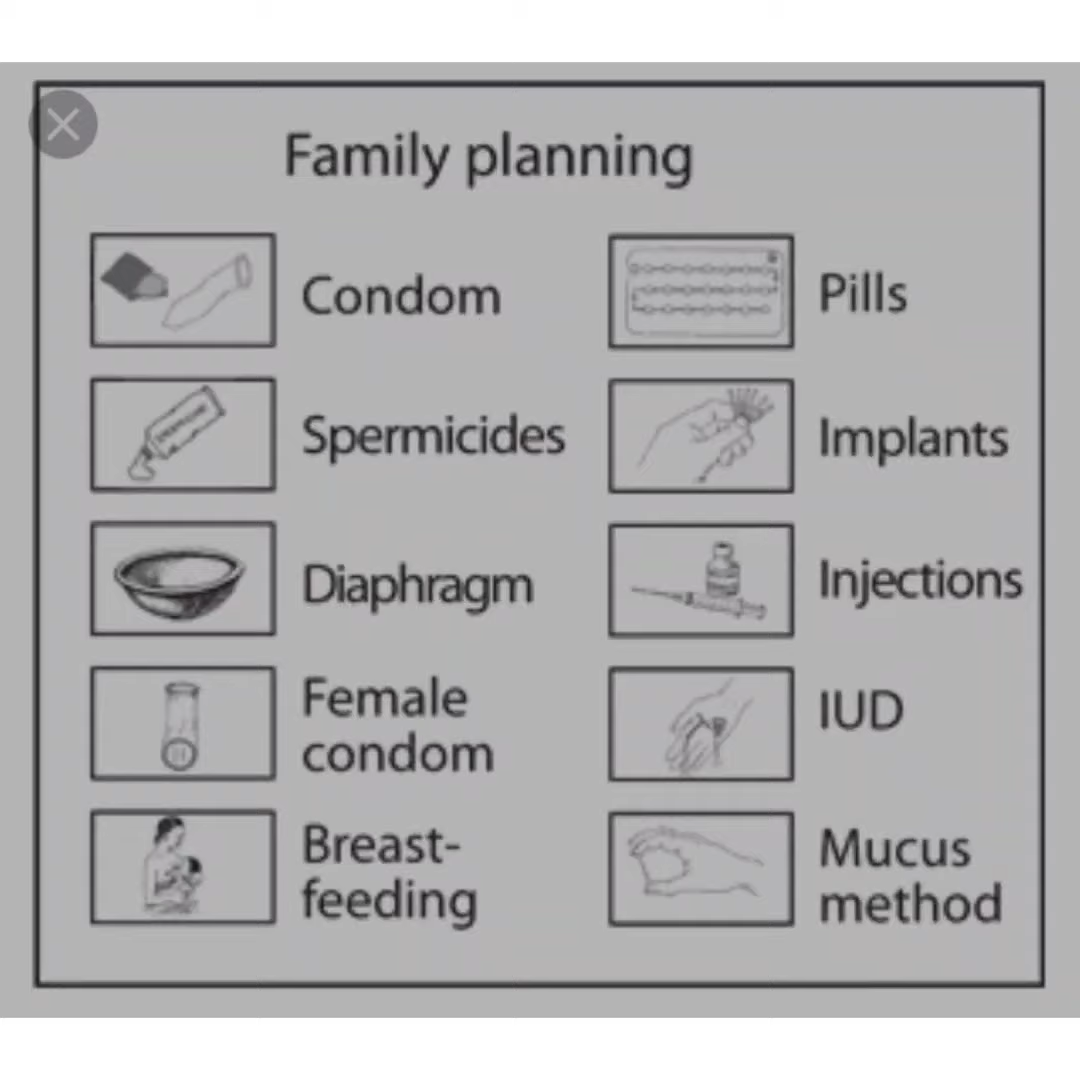 Family planning
Condom
Pills
Spermicides
Implants
Diaphragm
Injections
Female
condom
IUD
Breast-
feeding
Mucus
method